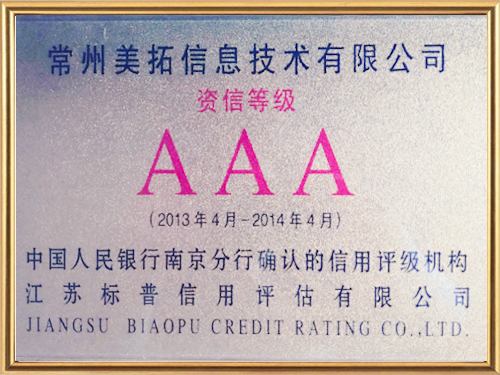 常州美拓信息技术有限公司
资信等级
AAA
(2013年4月-2014年4月)
中国人民银行南京分行确认的信用评级机构
江苏标普信用评估有限公司
JIANGSU BIAOPU CREDIT RATING CO.,LTD.